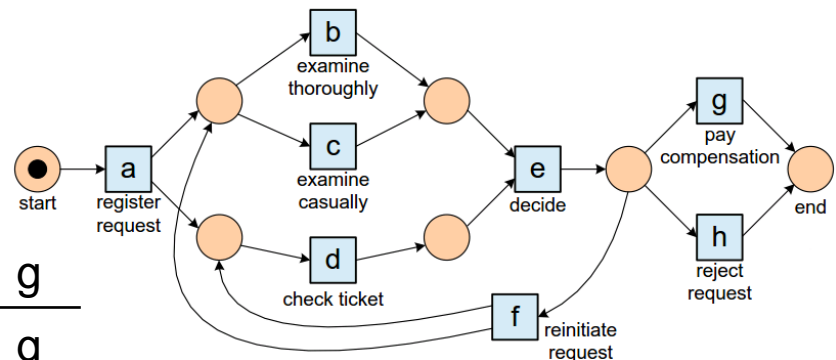 b
examine
thoroughly
g
pay
compensation
c
examine
casually
a
register
request
start
e
decide
end
d
check ticket
h
reject
request
f
reinitiate
request
g